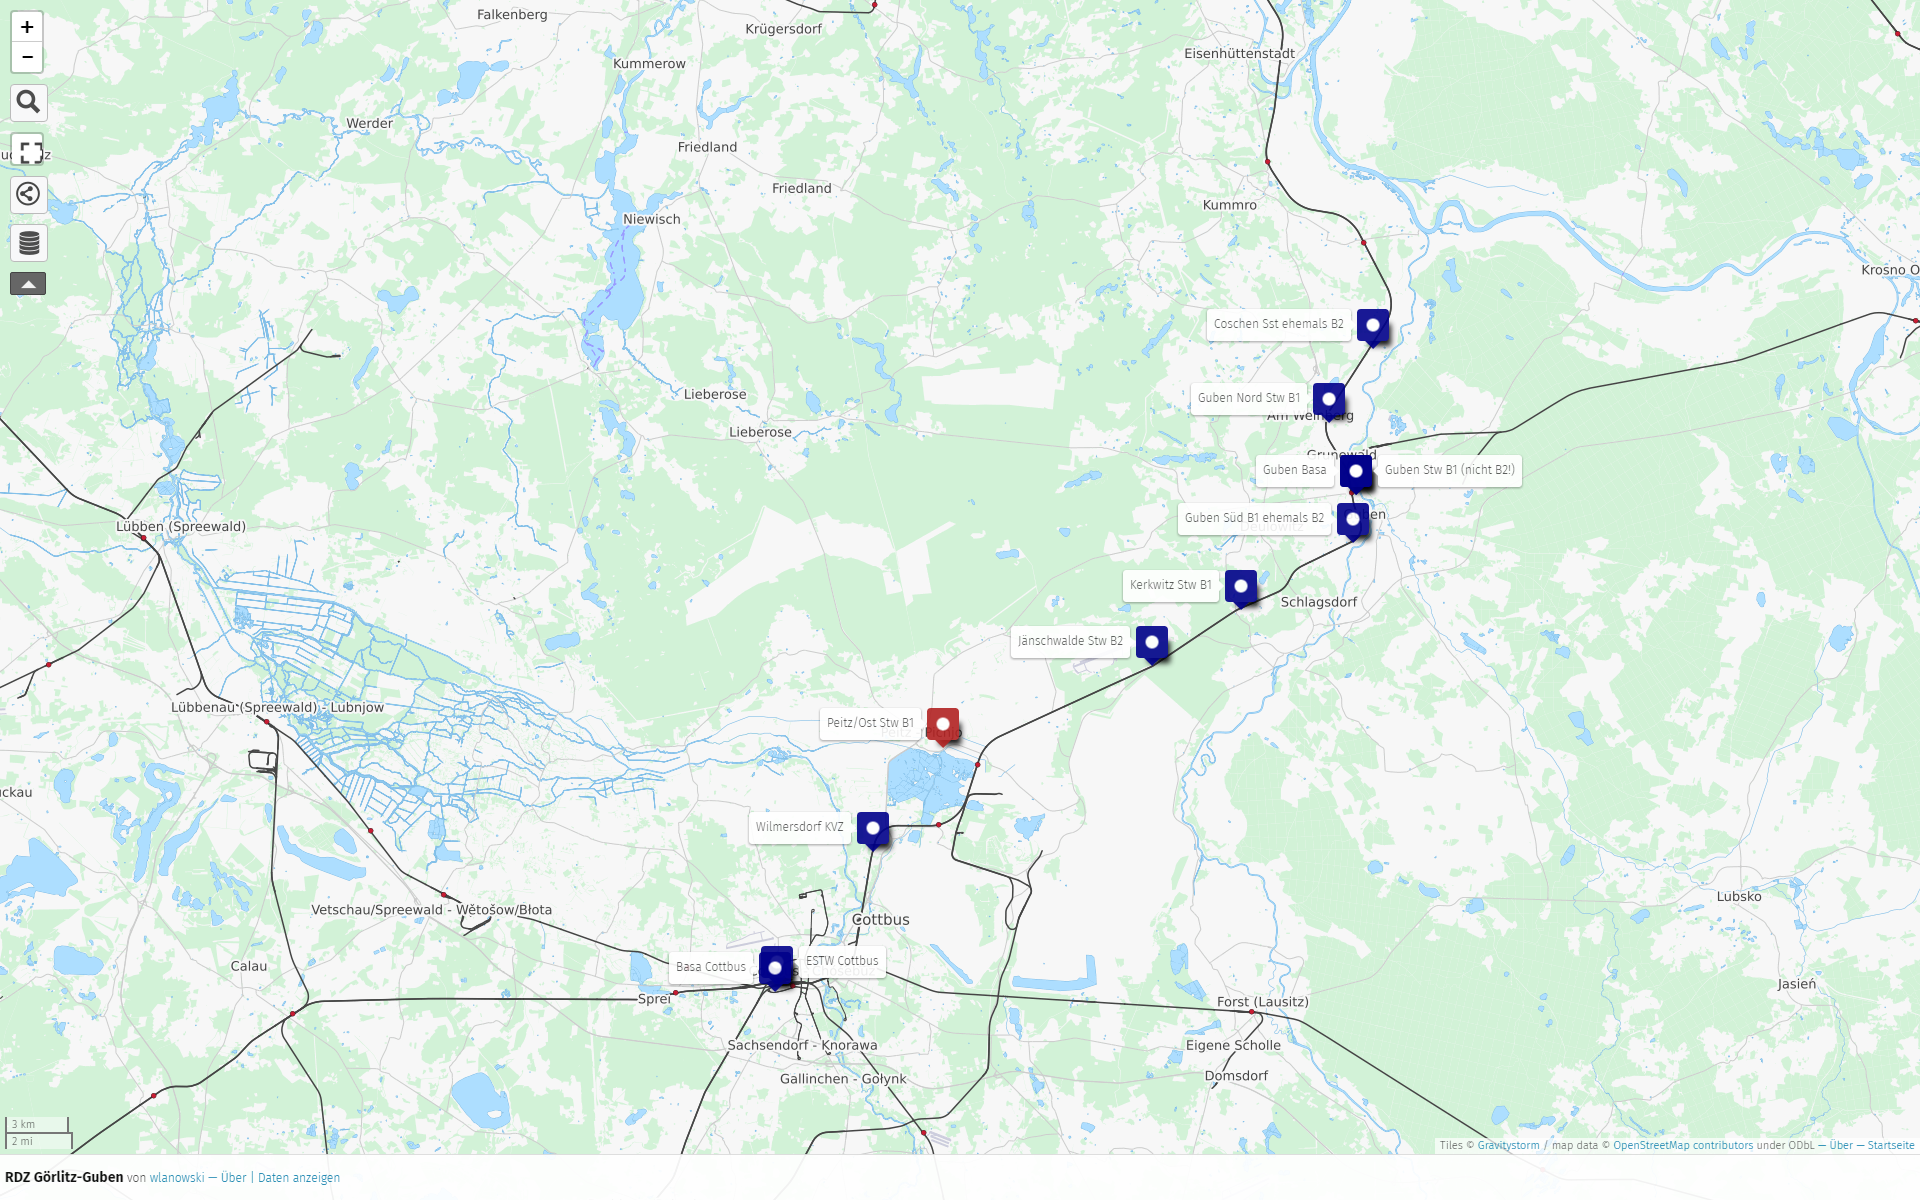 +
−
Falkenberg
Krügersdorf
Kummerow
Eisenhüttenstadt
Werder
Friedland
Friedland
Kummro
Niewisch
Krosno O
Coschen Sst ehemals B2
Lieberose
Guben Nord Stw B1
Lieberose
Guben Basa
Guben Stw B1 (nicht B2!)
Guben Süd B1 ehemals B2
Lübben (Spreewald)
Kerkwitz Stw B1
Schlagsdorf
Jänschwalde Stw B2
Lübbenau (Spreewald) - Lubnjow
Peitz/Ost Stw B1
Wilmersdorf KVZ
Lubsko
Vetschau/Spreewald - Wětošow/Błota
Cottbus
Basa Cottbus
ESTW Cottbus
Calau
Jasień
Sprei
Forst (Lausitz)
Sachsendorf - Knorawa
Eigene Scholle
Gallinchen - Gołynk
Domsdorf
3 km
2 mi
Tiles © Gravitystorm / map data © OpenStreetMap contributors under ODbL — Über — Startseite
RDZ Görlitz-Guben von wlanowski — Über | Daten anzeigen